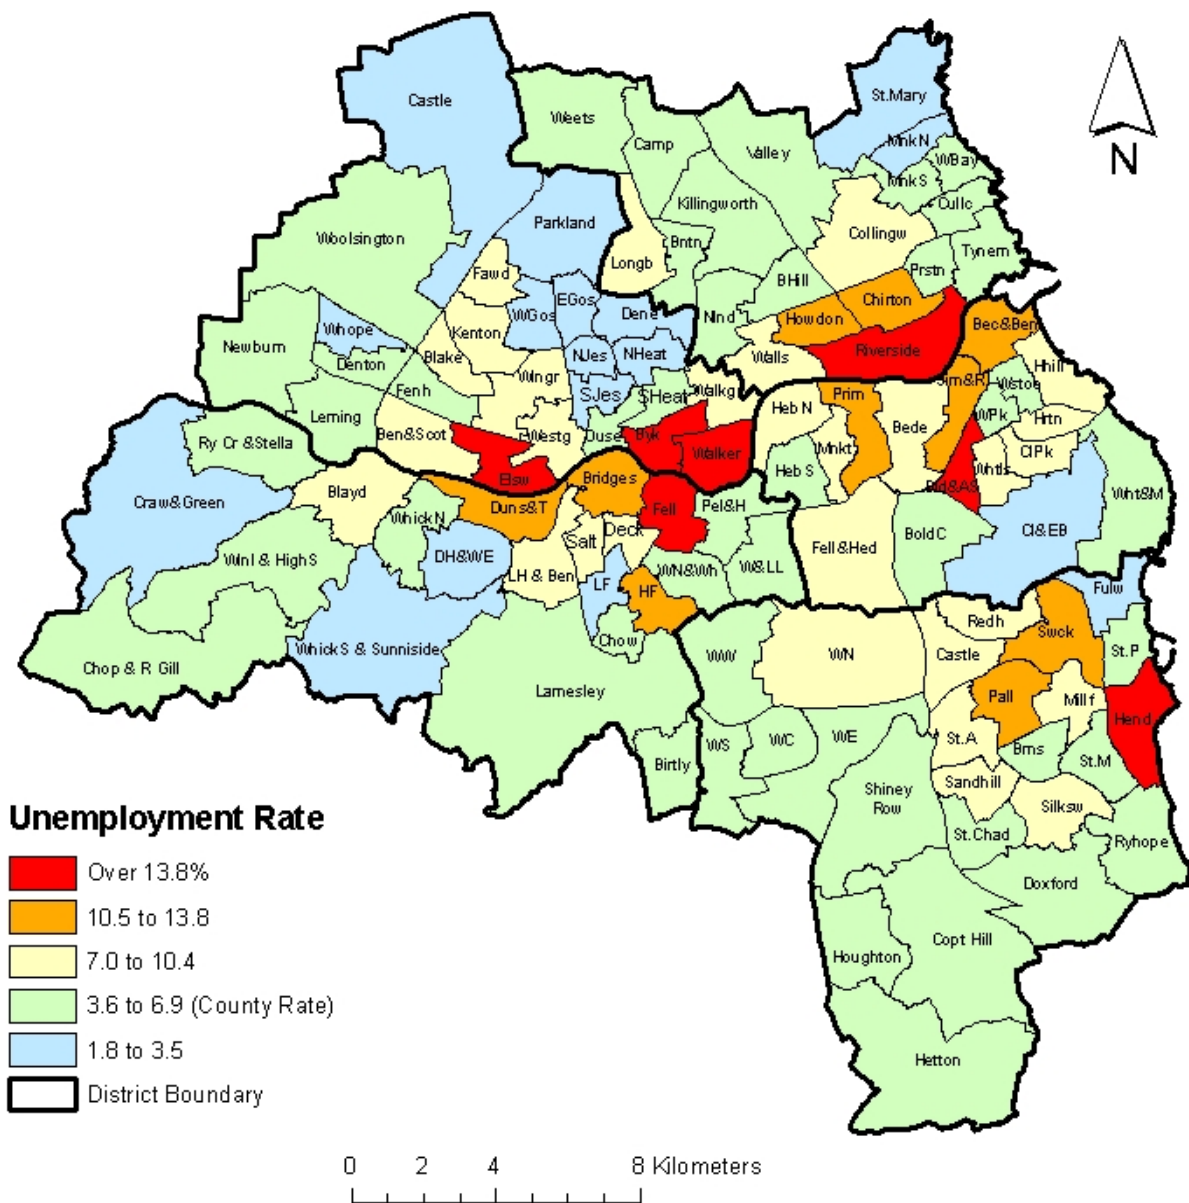 Castle
Weets
St.Mary
Camp
Valley
MnkN
WBay
MnkS
Killingworth
Cullc
Parkland
Woolsington
Collingw
Tynem
Bntn
Longb
Prstn
Fawd
BHill
EGos
Chirton
WGos
Dene
Nlnd
Howdon
Bec&Ben
Whope
Kenton
Newburn
Walls
Riverside
Blake
NJes
NHeat
Hhill
Denton
Wingr
Jim&R
Wstoe
Fenh
SJes
SHeat
Walkg
Prim
Heb N
WPk
Leming
Hrtn
Bede
Ben&Scot
Westg
Ouse
Byk
Ry Cr &Stella
Mnkt
ClPk
Walker
Heb S
Whtls
Elsw
Bridges
Bid&AS
Blayd
Wht&M
Craw&Green
Duns&T
Fell
Pel&H
WhickN
Cl&EB
Deck
BoldC
Salt
Fell&Hed
DH&WE
Winl & HighS
WN&Wh
W&LL
LH & Ben
LF
HF
Fulw
Redh
Swck
Chow
WhickS & Sunniside
St.P
WW
WN
Castle
Chop & R Gill
Lamesley
Pall
Millf
Hend
St.A
WS
WC
WE
Brns
Birtly
St.M
Sandhill
Shiney
Row
Silksw
St.Chad
Ryhope
Doxford
Copt Hill
Houghton
Hetton
N
Unemployment Rate
Over 13.8%
10.5 to 13.8
7.0 to 10.4
3.6 to 6.9 (County Rate)
1.8 to 3.5
District Boundary
0 2 4 8 Kilometers